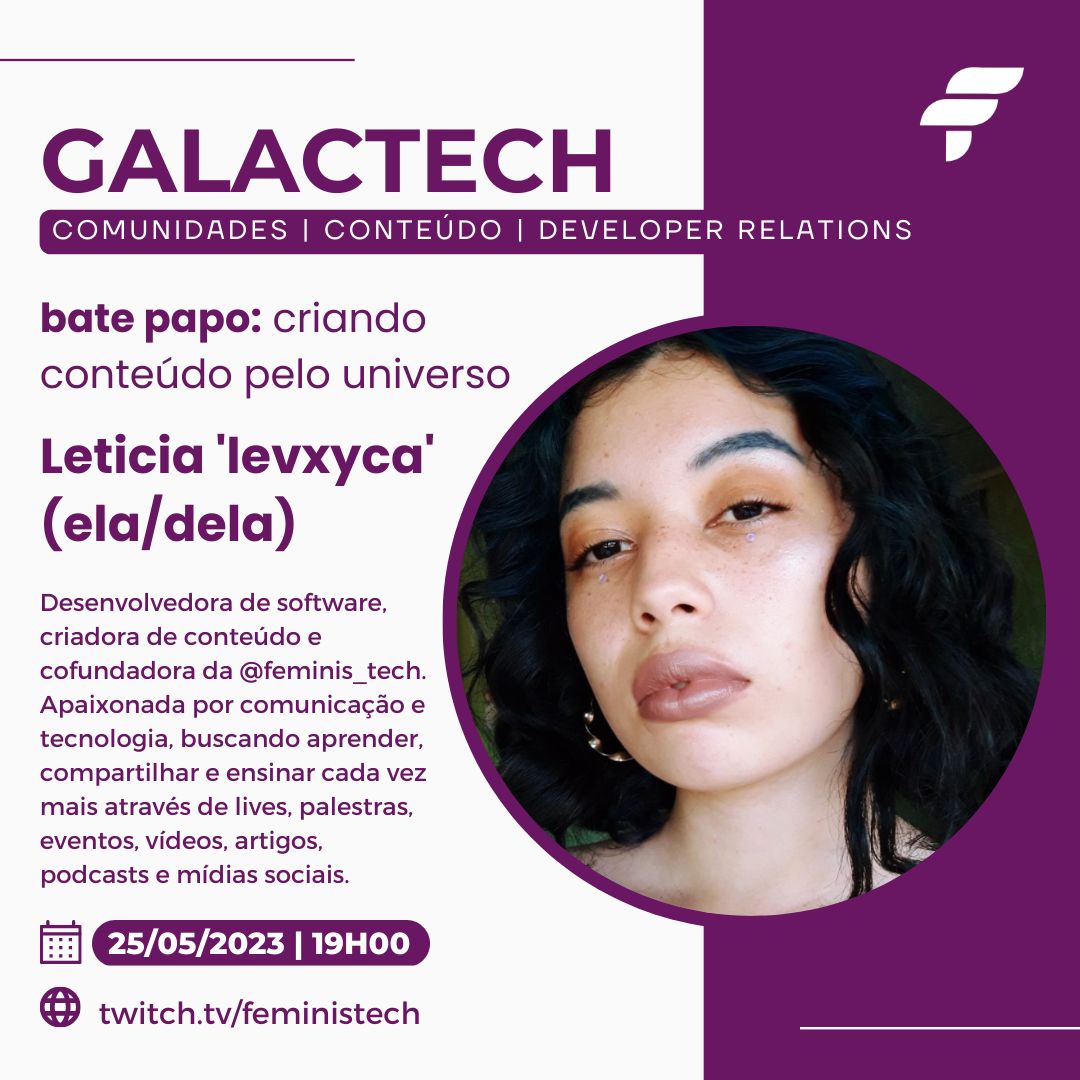 GALACTECH
COMUNIDADES | CONTEÚDO | DEVELOPER RELATIONS
bate papo: criando
conteúdo pelo universo
Leticia 'levxyca'
(ela/dela)
Desenvolvedora de software,
criadora de conteúdo e
cofundadora da @feminis_tech.
Apaixonada por comunicação e
tecnologia, buscando aprender,
compartilhar e ensinar cada vez
mais através de lives, palestras,
eventos, vídeos, artigos,
podcasts e mídias sociais.
25/05/2023 | 19H00
twitch.tv/feministech